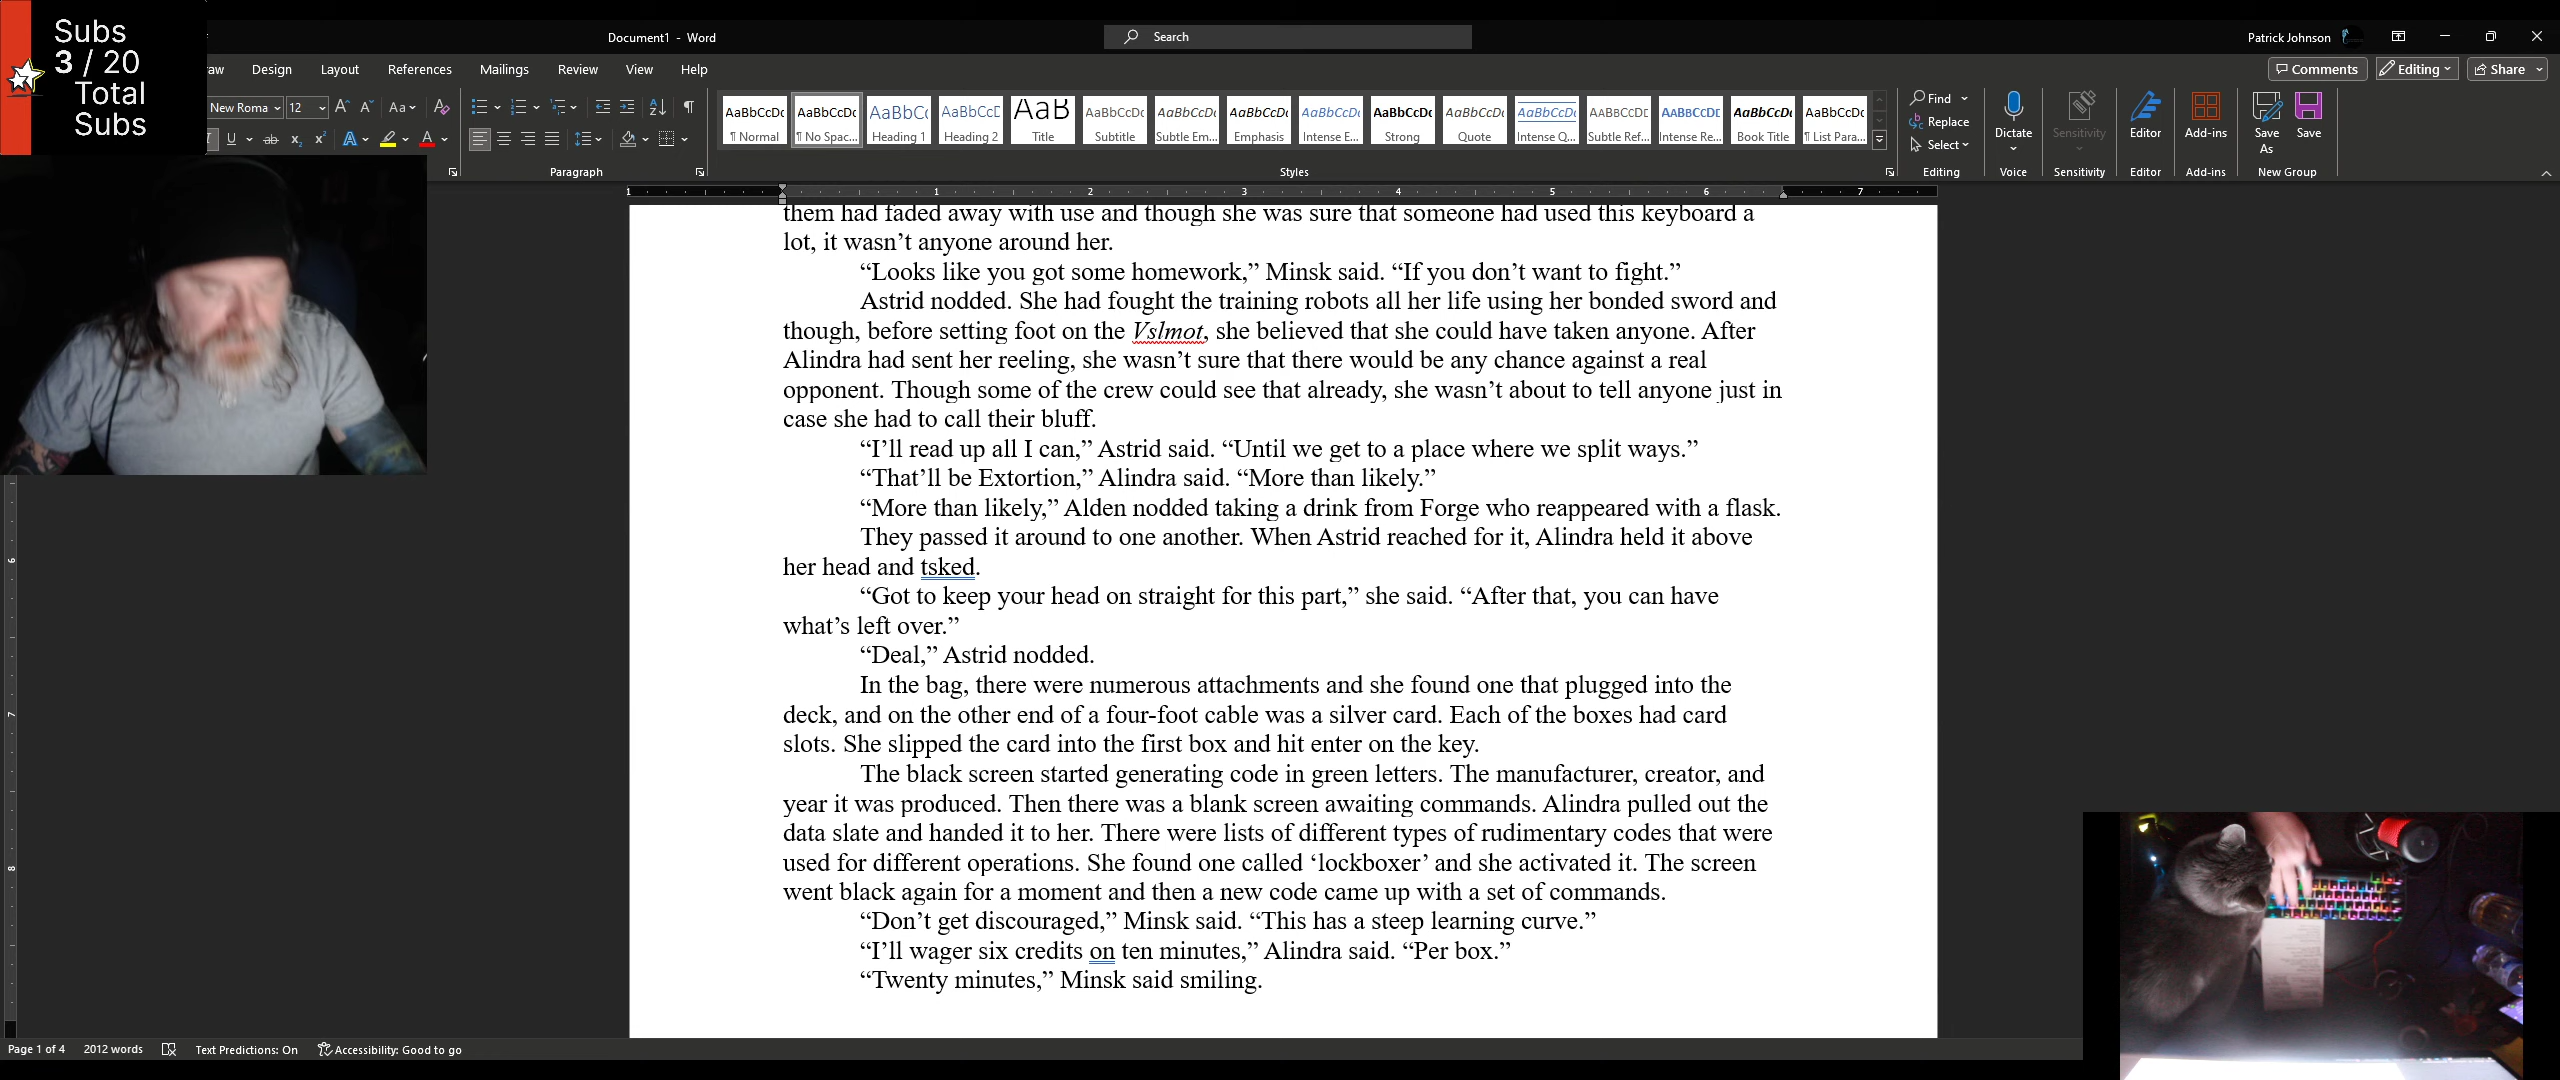 Subs
3 / 20
Total
Subs
Document1 - Word
Search
Patrick Johnson
aw Design Layout References Mailings Review View Help
Comments Editing Share
New Roma 12 Aa
AaBbCcDc AaBbCcDc AaBbC AaBbCcE AaB AaBbCcDc AaBbCcDc AaBbCcDc AaBbCcDc AaBbCcDc AaBbCcDc AaBbCcDc AABBCCDE AABBCCDE AaBbCcDc AaBbCcDc
¶ Normal ¶ No Spac... Heading 1 Heading 2 Title Subtitle Subtle Em... Emphasis Intense E... Strong Quote Intense Q... Subtle Ref... Intense Re... Book Title ¶ List Para...
Find
Replace
Select
Dictate
Sensitivity
Editor
Add-ins
Save As
Save
Paragraph Styles Editing Voice Sensitivity Editor Add-ins New Group
1 1 2 3 4 5 6 7
them had faded away with use and though she was sure that someone had used this keyboard a
lot, it wasn’t anyone around her.
“Looks like you got some homework,” Minsk said. “If you don’t want to fight.”
Astrid nodded. She had fought the training robots all her life using her bonded sword and
though, before setting foot on the Vslmot, she believed that she could have taken anyone. After
Alindra had sent her reeling, she wasn’t sure that there would be any chance against a real
opponent. Though some of the crew could see that already, she wasn’t about to tell anyone just in
case she had to call their bluff.
“I’ll read up all I can,” Astrid said. “Until we get to a place where we split ways.”
“That’ll be Extortion,” Alindra said. “More than likely.”
“More than likely,” Alden nodded taking a drink from Forge who reappeared with a flask.
They passed it around to one another. When Astrid reached for it, Alindra held it above
her head and tsked.
“Got to keep your head on straight for this part,” she said. “After that, you can have
what’s left over.”
“Deal,” Astrid nodded.
In the bag, there were numerous attachments and she found one that plugged into the
deck, and on the other end of a four-foot cable was a silver card. Each of the boxes had card
slots. She slipped the card into the first box and hit enter on the key.
The black screen started generating code in green letters. The manufacturer, creator, and
year it was produced. Then there was a blank screen awaiting commands. Alindra pulled out the
data slate and handed it to her. There were lists of different types of rudimentary codes that were
used for different operations. She found one called ‘lockboxer’ and she activated it. The screen
went black again for a moment and then a new code came up with a set of commands.
“Don’t get discouraged,” Minsk said. “This has a steep learning curve.”
“I’ll wager six credits on ten minutes,” Alindra said. “Per box.”
“Twenty minutes,” Minsk said smiling.
6
7
8
Page 1 of 4 2012 words Text Predictions: On Accessibility: Good to go